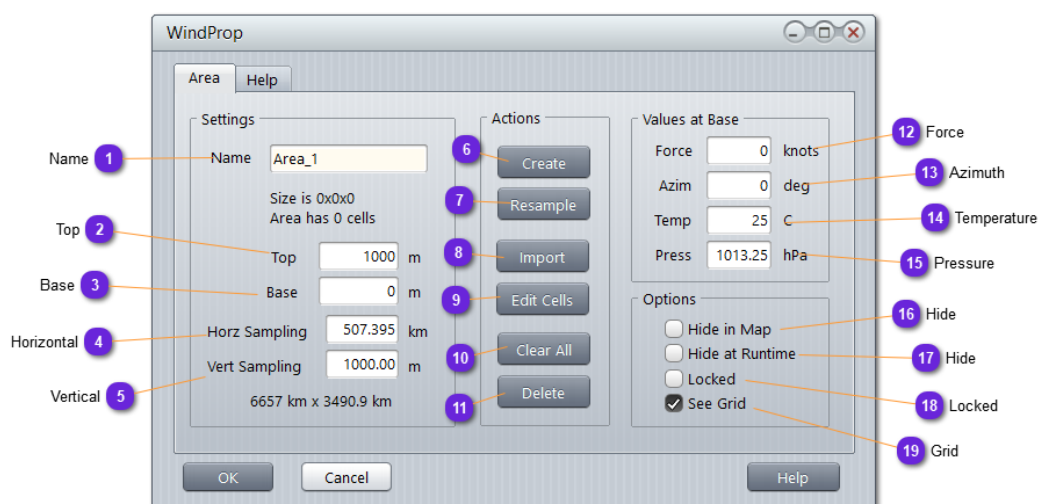 WindProp
Area Help
Settings
Name 1 Name Area_1
Size is 0x0x0
Area has 0 cells
Top 2 Top 1000 m
Base 3 Base 0 m
Horizontal 4 Horz Sampling 507.395 km
Vertical 5 Vert Sampling 1000.00 m
6657 km x 3490.9 km
Actions
6 Create
7 Resample
8 Import
9 Edit Cells
10 Clear All
11 Delete
Values at Base
Force 0 knots 12 Force
Azim 0 deg 13 Azimuth
Temp 25 C 14 Temperature
Press 1013.25 hPa 15 Pressure
Options
Hide in Map 16 Hide
Hide at Runtime 17 Hide
Locked 18 Locked
See Grid 19 Grid
OK Cancel Help